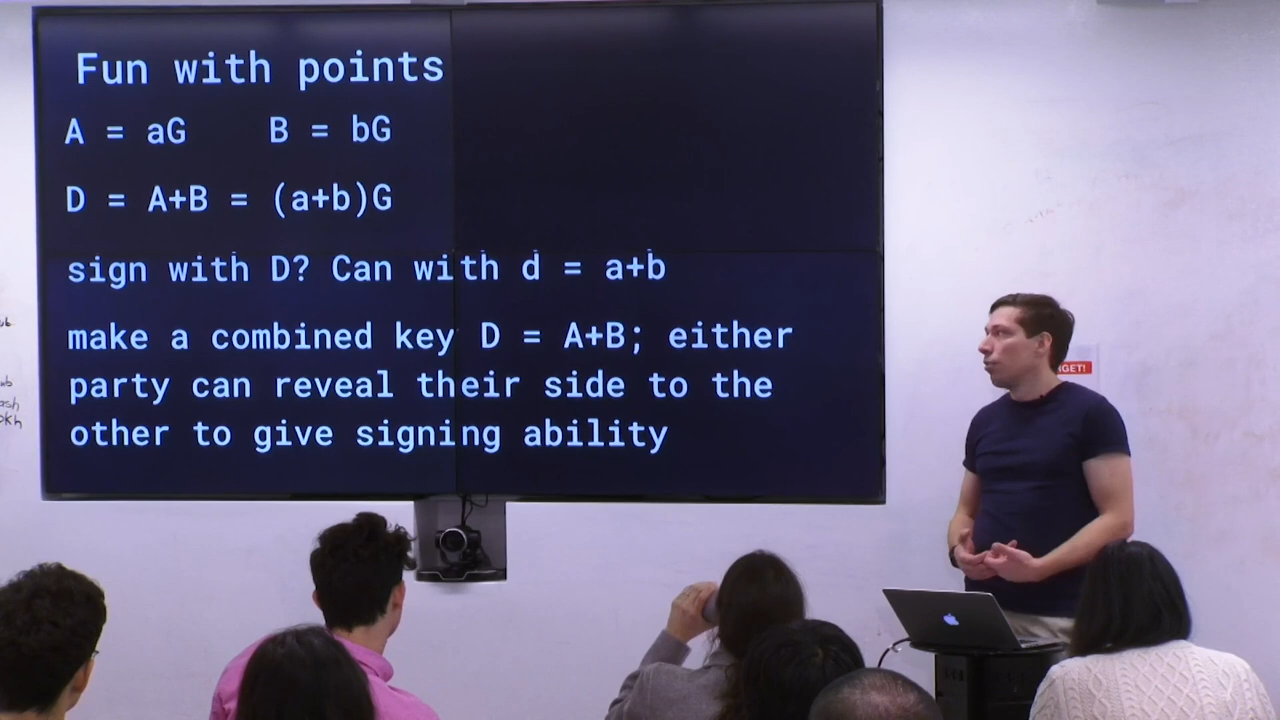 Fun with points
A = aG B = bG
D = A+B = (a+b)G
sign with D? Can with d = a+b
make a combined key D = A+B; either
party can reveal their side to the
other to give signing ability